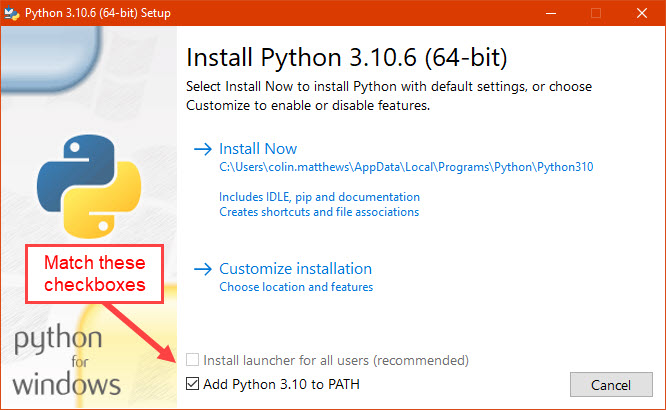 Python 3.10.6 (64-bit) Setup
Install Python 3.10.6 (64-bit)
Select Install Now to install Python with default settings, or choose
Customize to enable or disable features.
Install Now
C:\Users\colin.matthews\AppData\Local\Programs\Python\Python310
Includes IDLE, pip and documentation
Creates shortcuts and file associations
Match these
checkboxes
Customize installation
Choose location and features
python
for
windows
Install launcher for all users (recommended)
Add Python 3.10 to PATH
Cancel